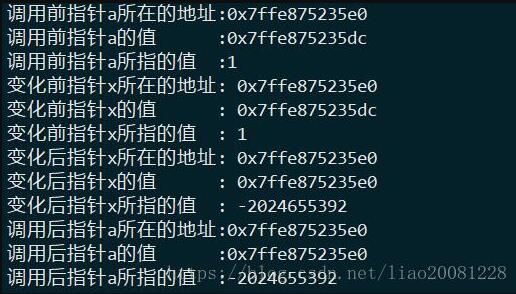 调用前指针a所在的地址:0x7ffe875235e0
调用前指针a的值      :0x7ffe875235dc
调用前指针a所指的值  :1
变化前指针x所在的地址: 0x7ffe875235e0
变化前指针x的值      : 0x7ffe875235dc
变化前指针x所指的值  : 1
变化后指针x所在的地址: 0x7ffe875235e0
变化后指针x的值      : 0x7ffe875235e0
变化后指针x所指的值  : -2024655392
调用后指针a所在的地址:0x7ffe875235e0
调用后指针a的值      :0x7ffe875235e0
调用后指针a所指的值  :-2024655392
https://blog.csdn.net/liao20081228